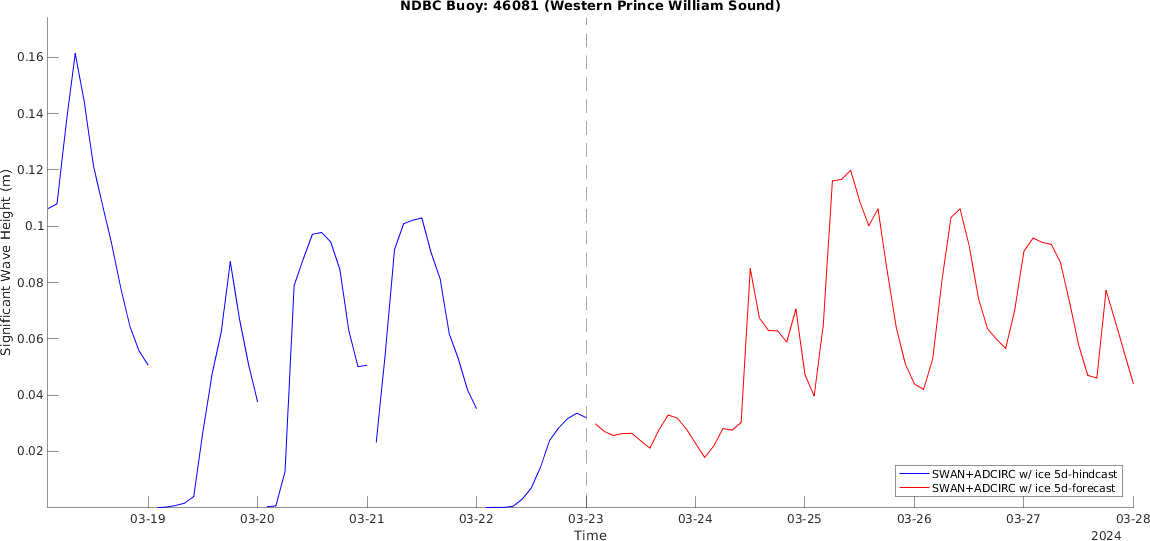 NDBC Buoy: 46081 (Western Prince William Sound)
0.16
0.14
0.12
0.1
0.08
0.06
0.04
0.02
Significant Wave Height (m)
SWAN+ADCIRC w/ ice 5d-hindcast
SWAN+ADCIRC w/ ice 5d-forecast
03-19 03-20 03-21 03-22 03-23 03-24 03-25 03-26 03-27 03-28
Time
2024